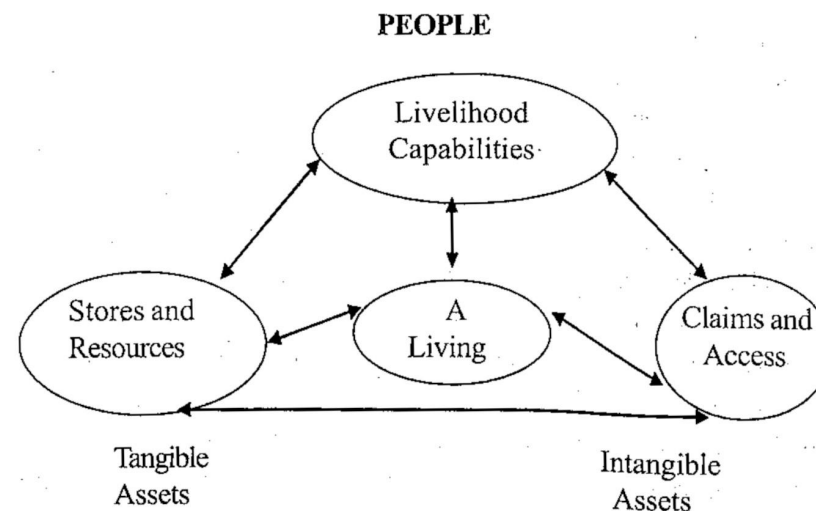 PEOPLE
Livelihood
Capabilities
Stores and
Resources
A
Living
Claims and
Access
Tangible
Assets
Intangible
Assets